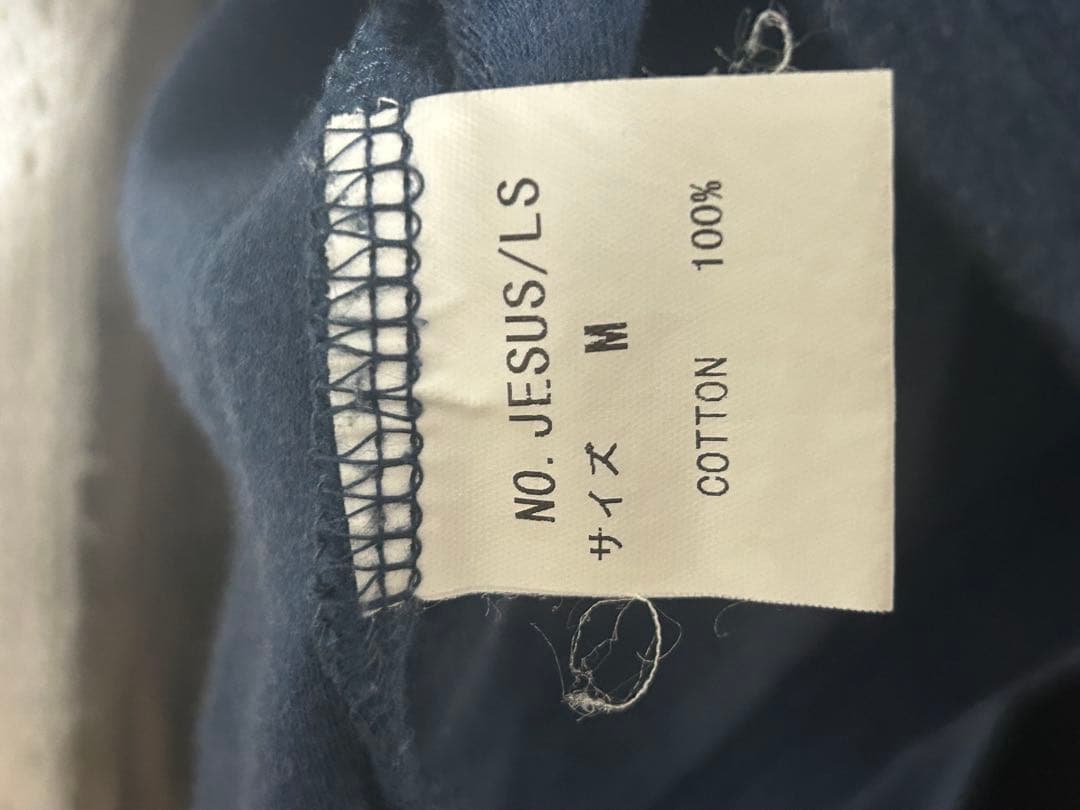 NO. JESUS/LS
サイズ M
COTTON 100%